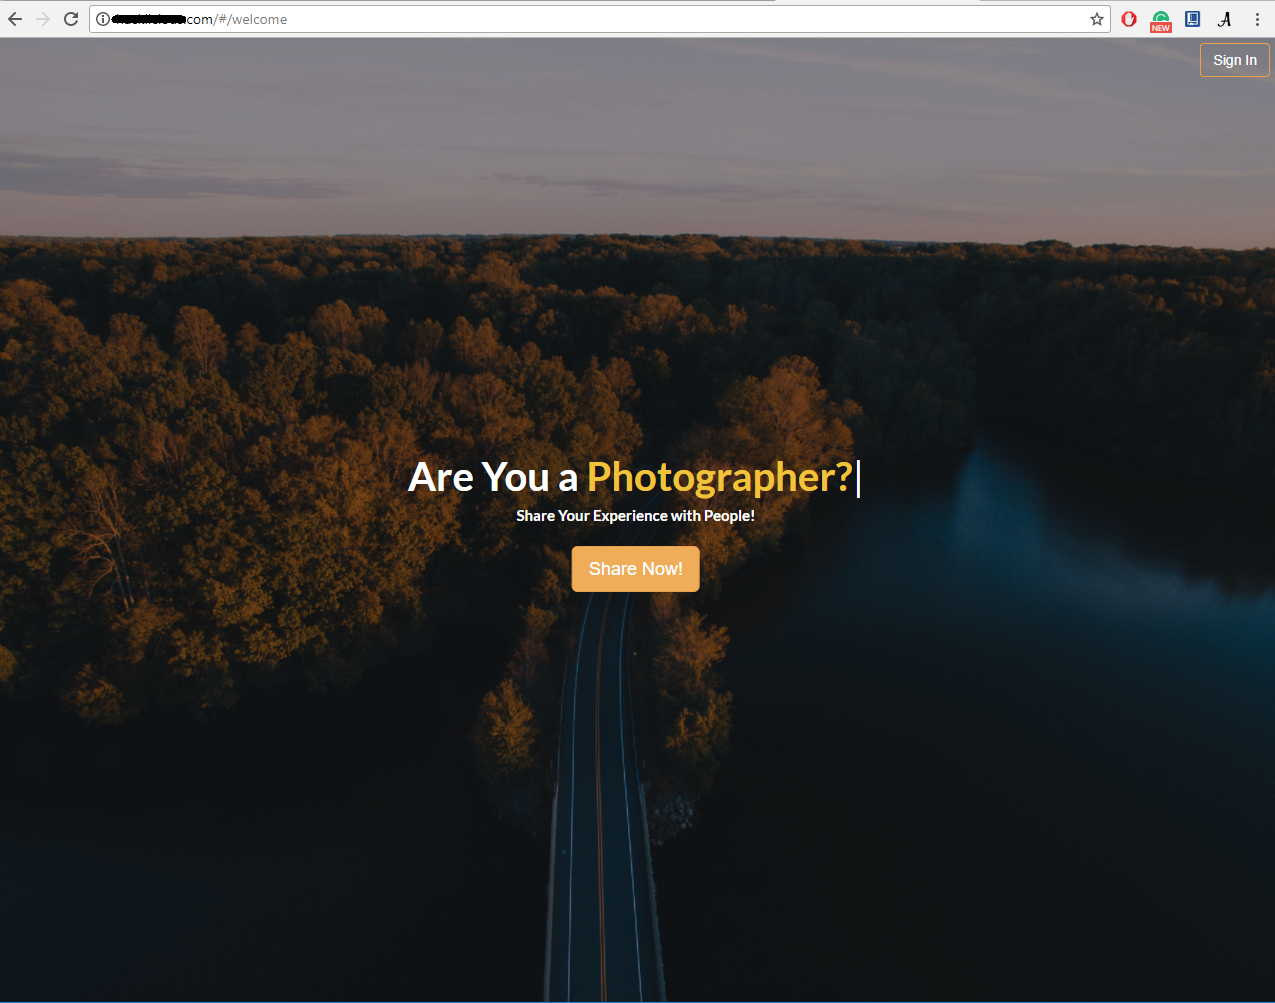 .com/#/welcome
NEW
Sign In
Are You a Photographer?
Share Your Experience with People!
Share Now!